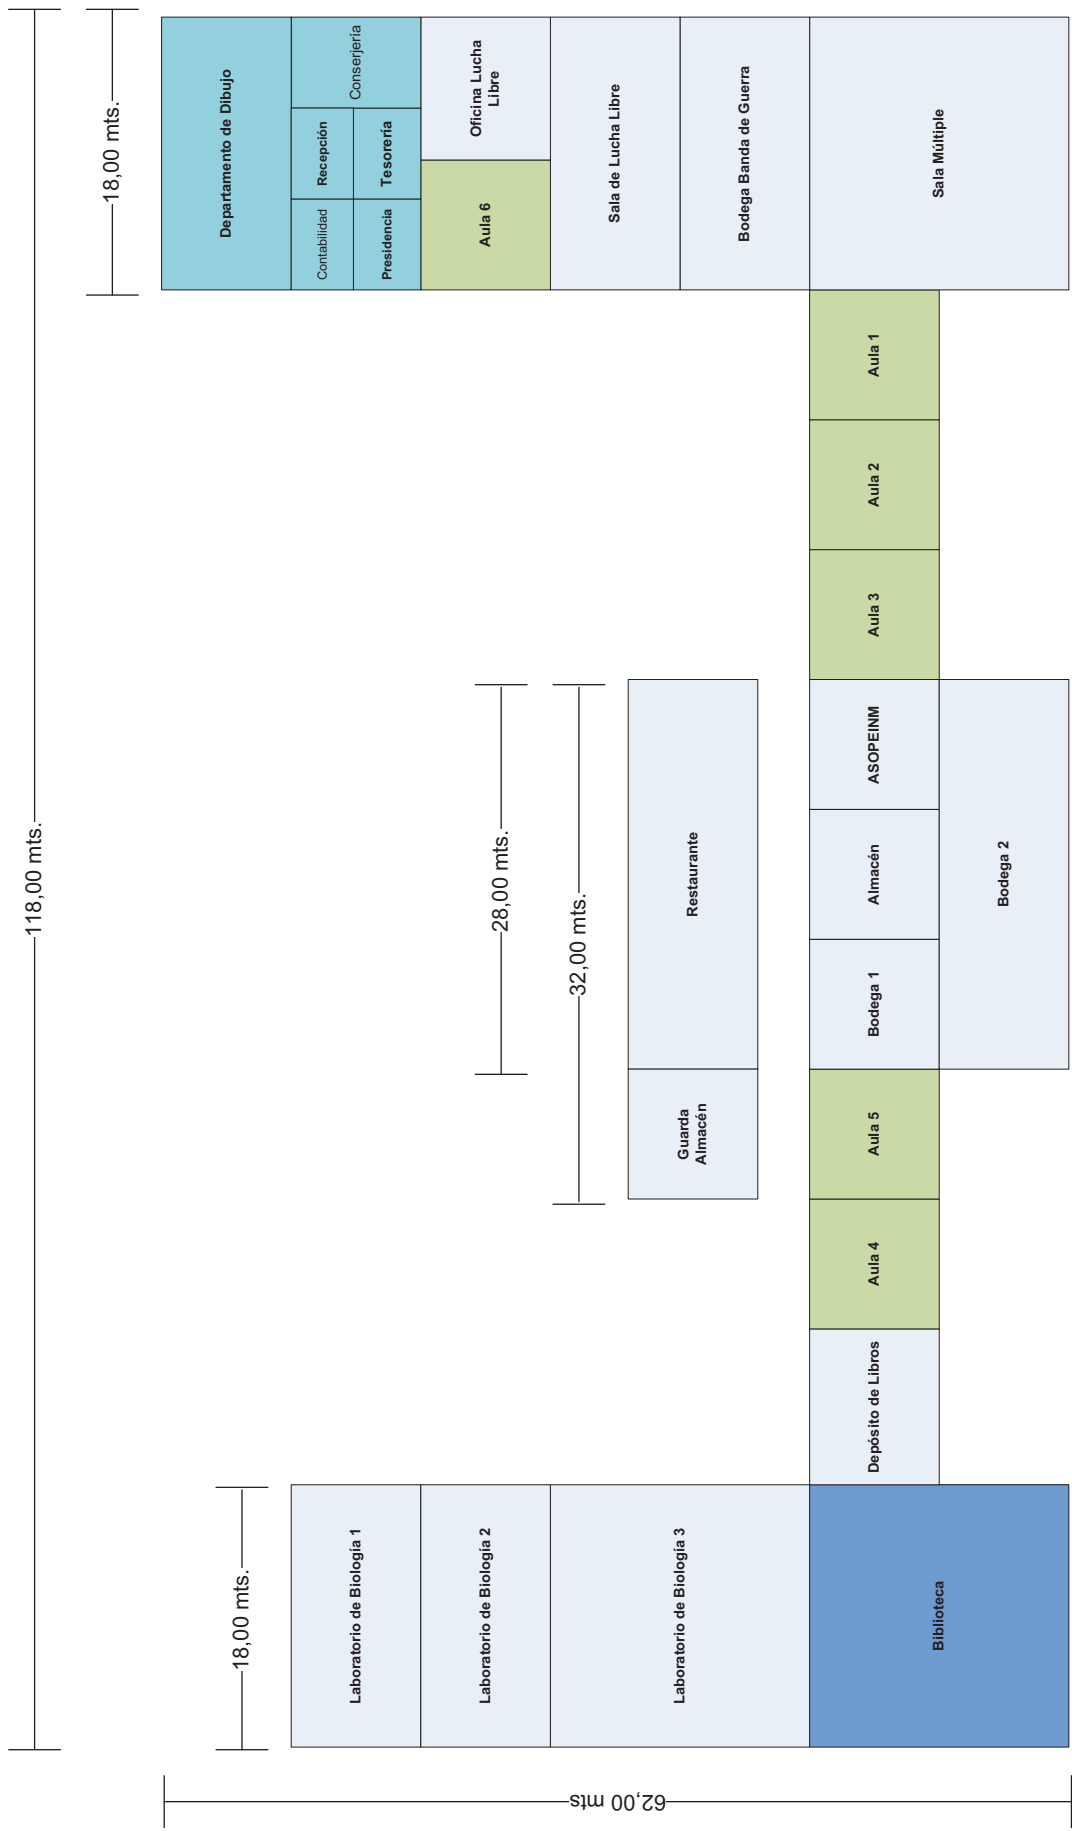 118,00 mts.
18,00 mts.
18,00 mts.
28,00 mts.
32,00 mts.
62,00 mts
Laboratorio de Biología 1
Laboratorio de Biología 2
Laboratorio de Biología 3
Biblioteca
Depósito de Libros
Aula 4
Aula 5
Guarda
Almacén
Restaurante
Bodega 1
Almacén
ASOPEINM
Bodega 2
Aula 3
Aula 2
Aula 1
Departamento de Dibujo
Contabilidad
Recepción
Conserjería
Presidencia
Tesorería
Aula 6
Oficina Lucha
Libre
Sala de Lucha Libre
Bodega Banda de Guerra
Sala Múltiple